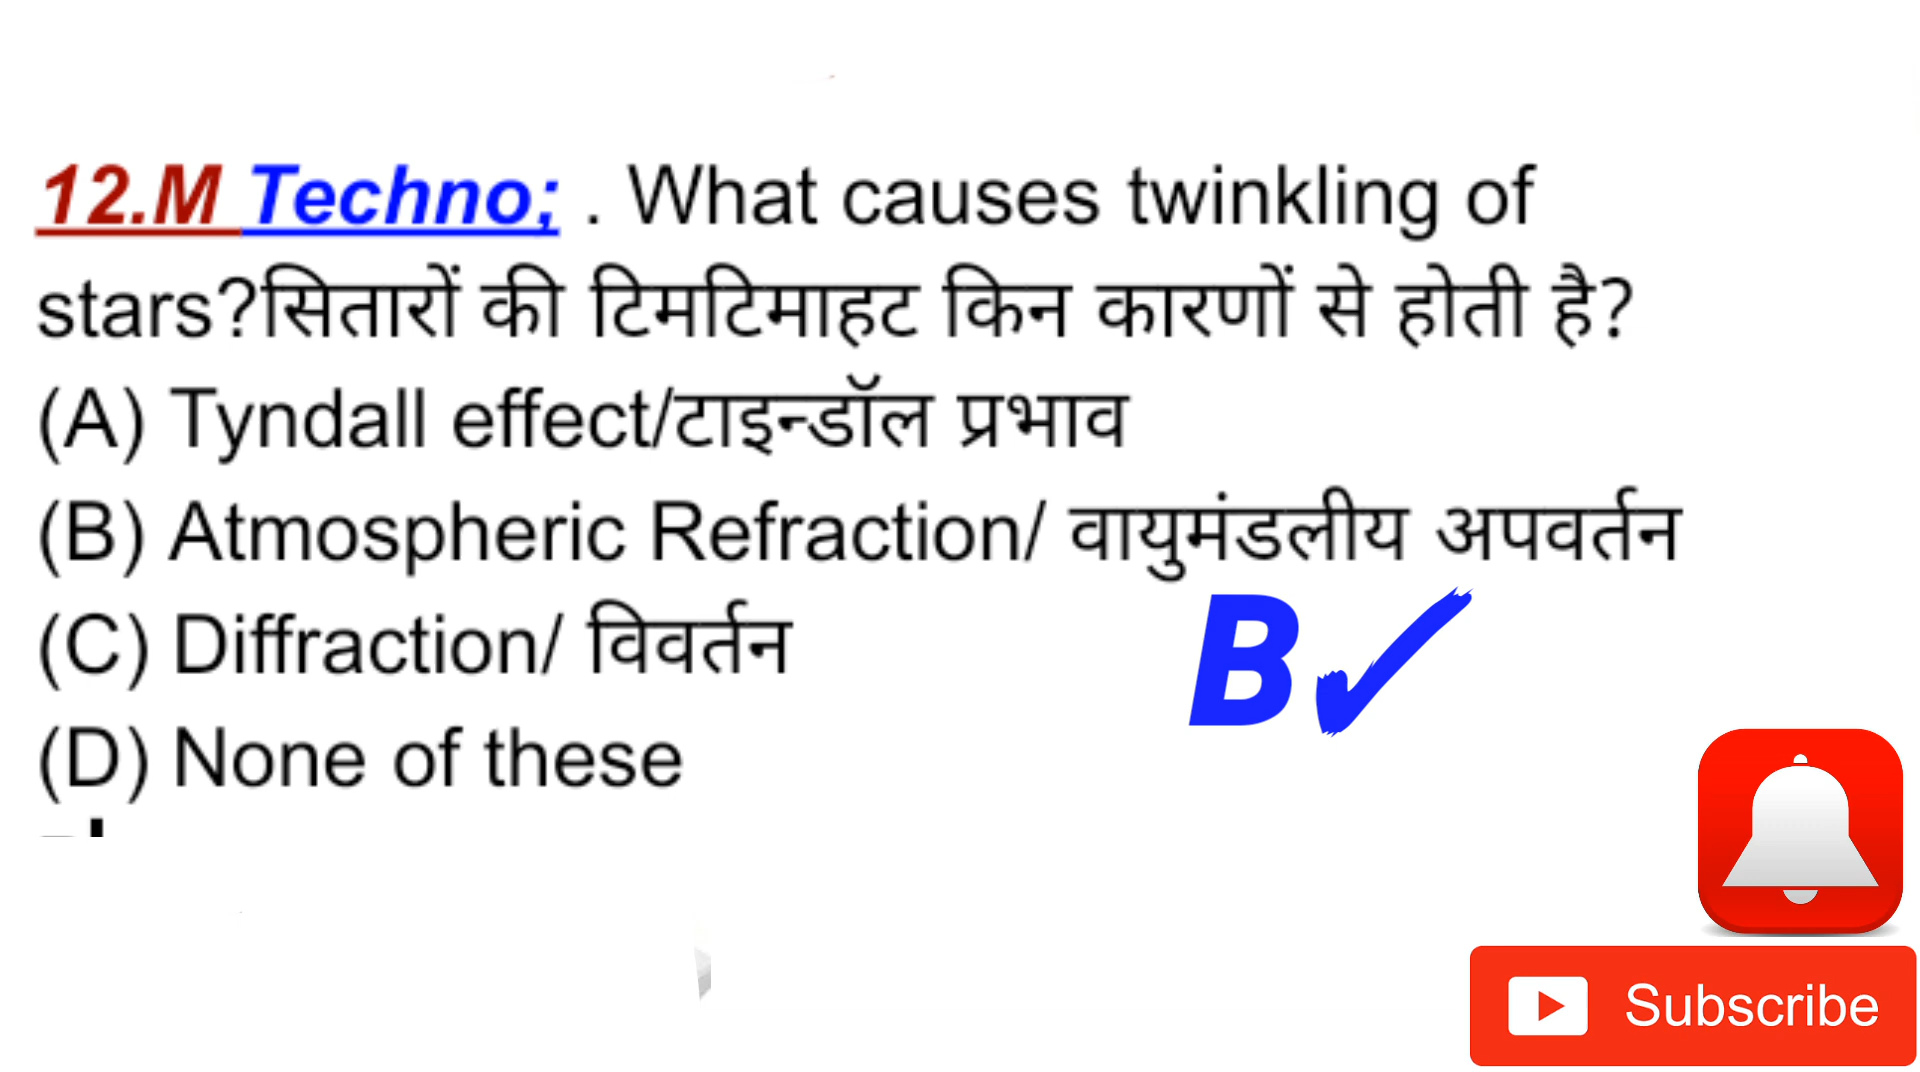 12.M Techno; . What causes twinkling of
stars?सितारों की टिमटिमाहट किन कारणों से होती है?
(A) Tyndall effect/टाइन्डॉल प्रभाव
(B) Atmospheric Refraction/ वायुमंडलीय अपवर्तन
(C) Diffraction/ विवर्तन
B✓
(D) None of these
Subscribe